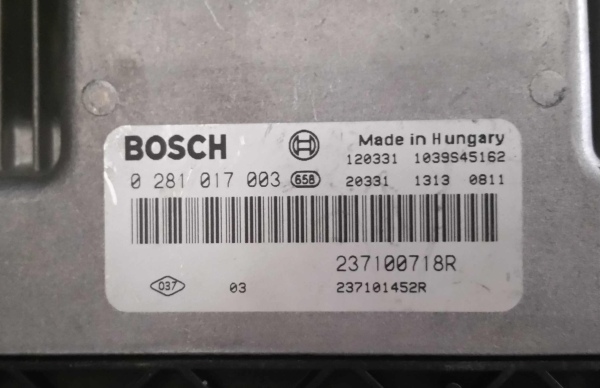 BOSCH
Made in Hungary
120331 1039S45162
0 281 017 003 658 20331 1313 0811
237100718R
037 03 237101452R